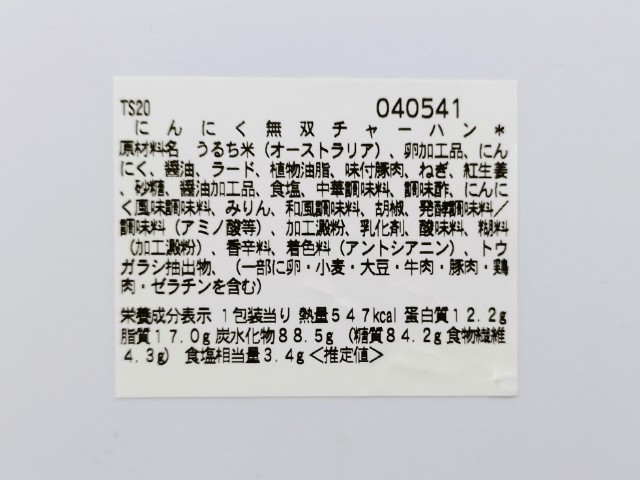 TS20 040541
にんにく無双チャーハン*
原材料名 うるち米(オーストラリア)、卵加工品、にん
にく、醤油、ラード、植物油脂、味付豚肉、ねぎ、紅生姜
、砂糖、醤油加工品、食塩、中華調味料、調味酢、にんに
く風味調味料、みりん、和風調味料、胡椒、発酵調味料/
調味料(アミノ酸等)、加工澱粉、乳化剤、酸味料、糊料
(加工澱粉)、香辛料、着色料(アントシアニン)、トウ
ガラシ抽出物、(一部に卵・小麦・大豆・牛肉・豚肉・鶏
肉・ゼラチンを含む)
栄養成分表示 1包装当り 熱量547kcal 蛋白質12.2g
脂質17.0g 炭水化物88.5g (糖質84.2g 食物繊維
4.3g) 食塩相当量3.4g<推定値>